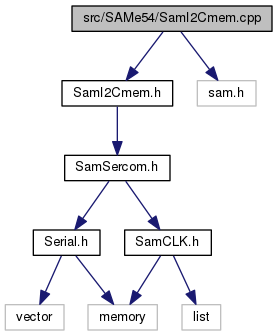 src/SAMe54/SamI2Cmem.cpp
SamI2Cmem.h
sam.h
SamSercom.h
Serial.h
SamCLK.h
vector
memory
list